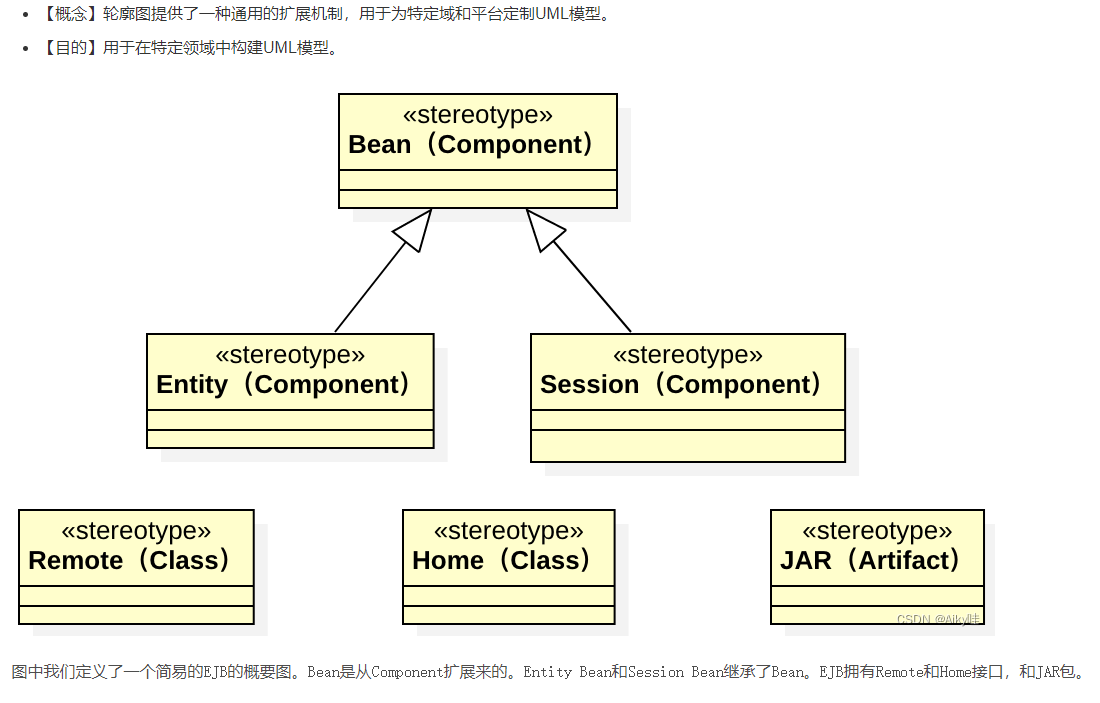 【概念】轮廓图提供了一种通用的扩展机制，用于为特定域和平台定制UML模型。
【目的】用于在特定领域中构建UML模型。
«stereotype»
Bean（Component）
«stereotype»
Entity（Component）
«stereotype»
Session（Component）
«stereotype»
Remote（Class）
«stereotype»
Home（Class）
«stereotype»
JAR（Artifact）
CSDN @Aiky哇
图中我们定义了一个简易的EJB的概要图。Bean是从Component扩展来的。Entity Bean和Session Bean继承了Bean。EJB拥有Remote和Home接口，和JAR包。